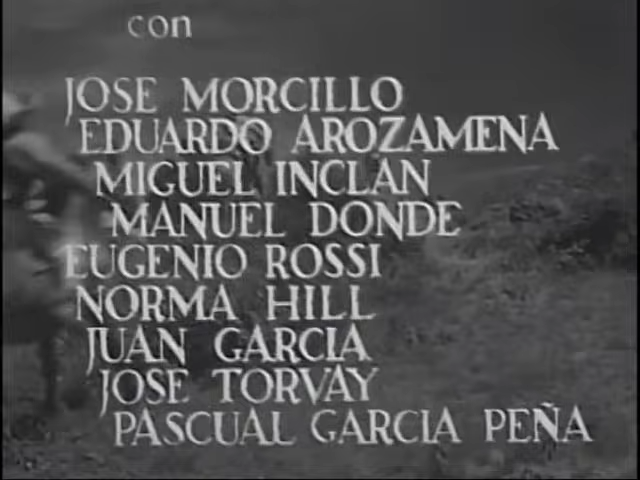 con
JOSE MORCILLO
EDUARDO AROZAMENA
MIGUEL INCLAN
MANUEL DONDE
EUGENIO ROSSI
NORMA HILL
JUAN GARCIA
JOSE TORVAY
PASCUAL GARCIA PEÑA